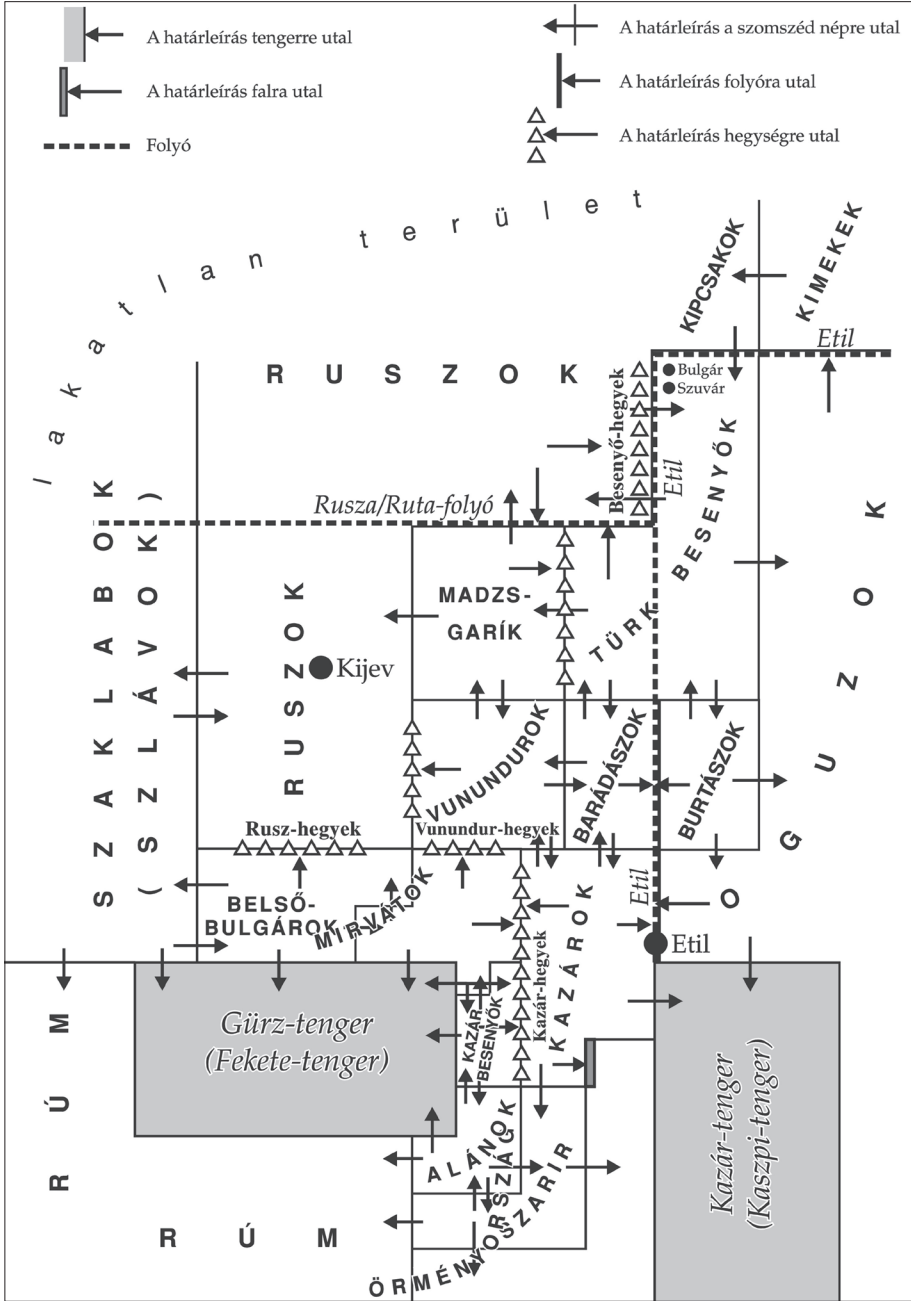 A határleírás tengerre utal
A határleírás a szomszéd népre utal
A határleírás falra utal
A határleírás folyóra utal
Folyó
A határleírás hegységre utal
lakatlan terület
KIPCSAKOK
KIMEKEK
Etil
RUSZOK
Besenyő-hegyek
Bulgár
Szuvár
Etil
BESENYŐK
Rusza/Ruta-folyó
SZAKLABOK
(SZLÁVOK)
RUSZOK
Kijev
MADZS-
GARÍK
TÜRK
OGUZOK
VUNUNDUROK
BARÁDÁSZOK
BURTÁSZOK
Rusz-hegyek
Vunundur-hegyek
BELSŐ-
BULGÁROK
MIRVÁTOK
Etil
Etil
KAZÁROK
Kazár-hegyek
Gürz-tenger
(Fekete-tenger)
KAZÁR
BESENYŐK
Kazár-tenger
(Kaszpi-tenger)
RÚM
RÚM
ALÁNOK
ORSZÁG
SZARIR
ÖRMÉNYO